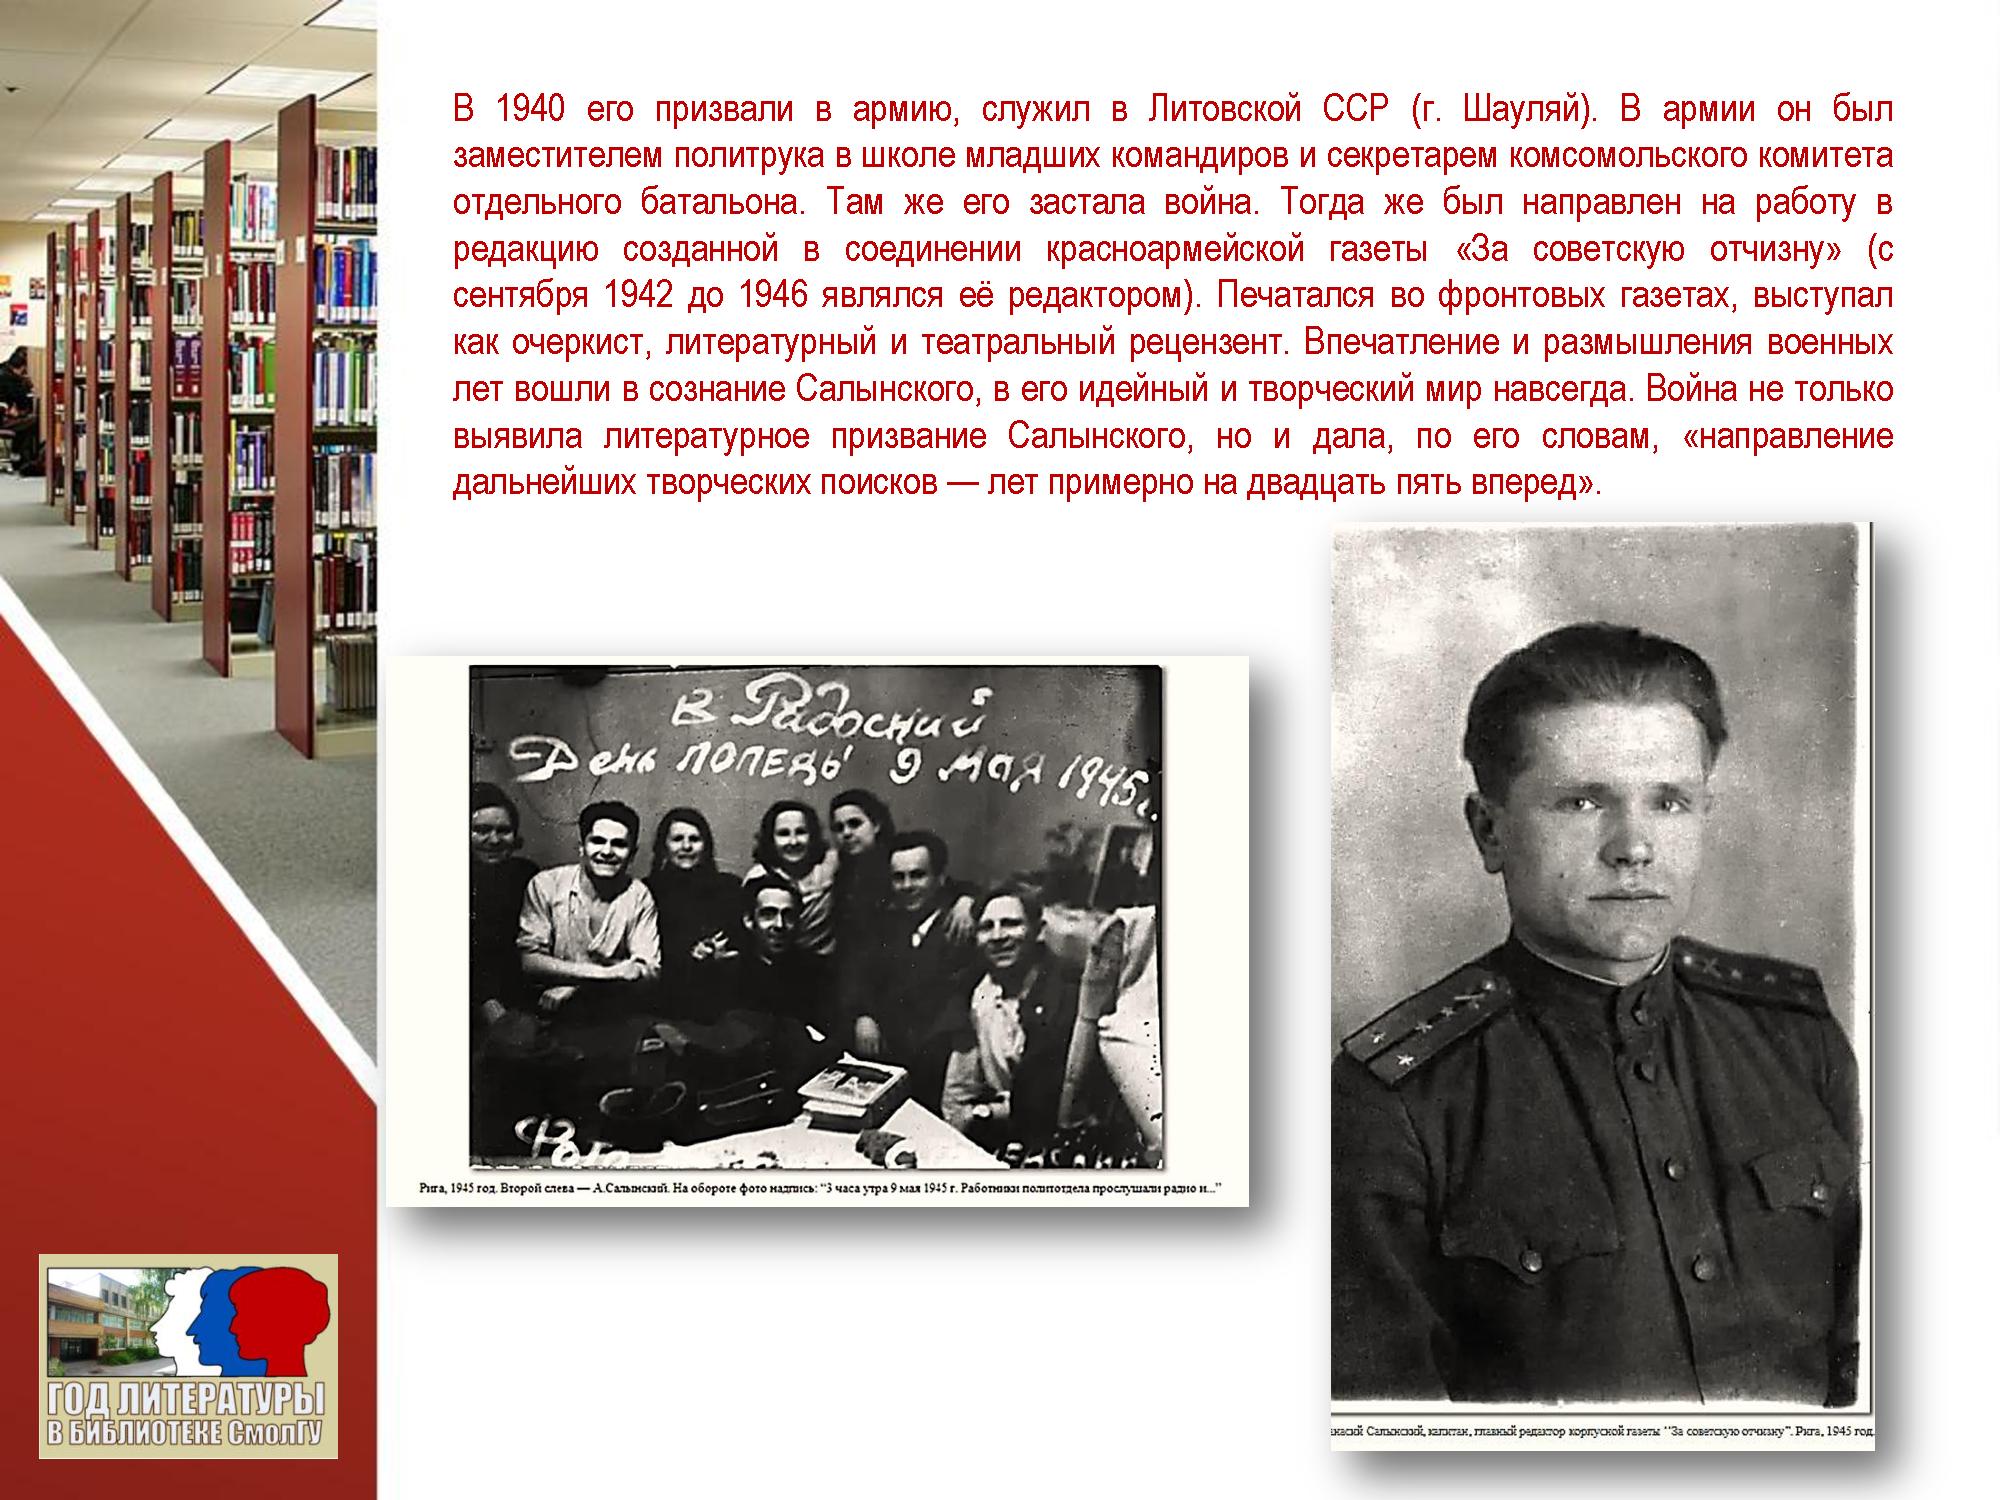 В 1940 его призвали в армию, служил в Литовской ССР (г. Шауляй). В армии он был
заместителем политрука в школе младших командиров и секретарем комсомольского комитета
отдельного батальона. Там же его застала война. Тогда же был направлен на работу в
редакцию созданной в соединении красноармейской газеты «За советскую отчизну» (с
сентября 1942 до 1946 являлся её редактором). Печатался во фронтовых газетах, выступал
как очеркист, литературный и театральный рецензент. Впечатление и размышления военных
лет вошли в сознание Салынского, в его идейный и творческий мир навсегда. Война не только
выявила литературное призвание Салынского, но и дала, по его словам, «направление
дальнейших творческих поисков — лет примерно на двадцать пять вперед».
В Радосний
День ПОПЕДЫ 9 мая 1945г.
Фото
Рига, 1945 год. Второй слева — А.Салынский. На обороте фото надпись: "3 часа утра 9 мая 1945 г. Работники политотдела прослушали радио и..."
насий Салынский, капитан, главный редактор корпусной газеты "За советскую отчизну". Рига, 1945 год.
ГОД ЛИТЕРАТУРЫ
В БИБЛИОТЕКЕ СмолГУ